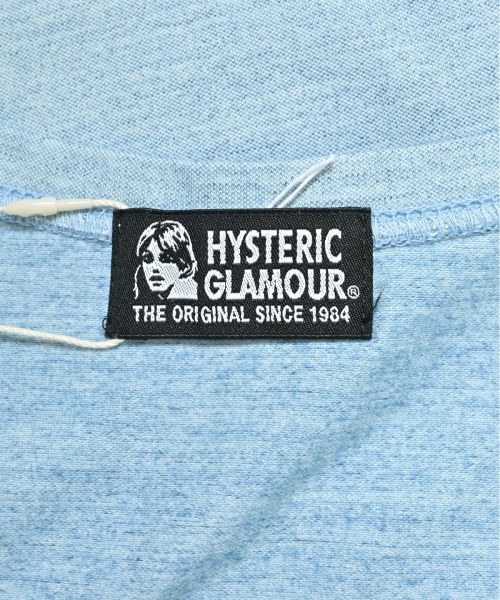 HYSTERIC
GLAMOUR®
THE ORIGINAL SINCE 1984